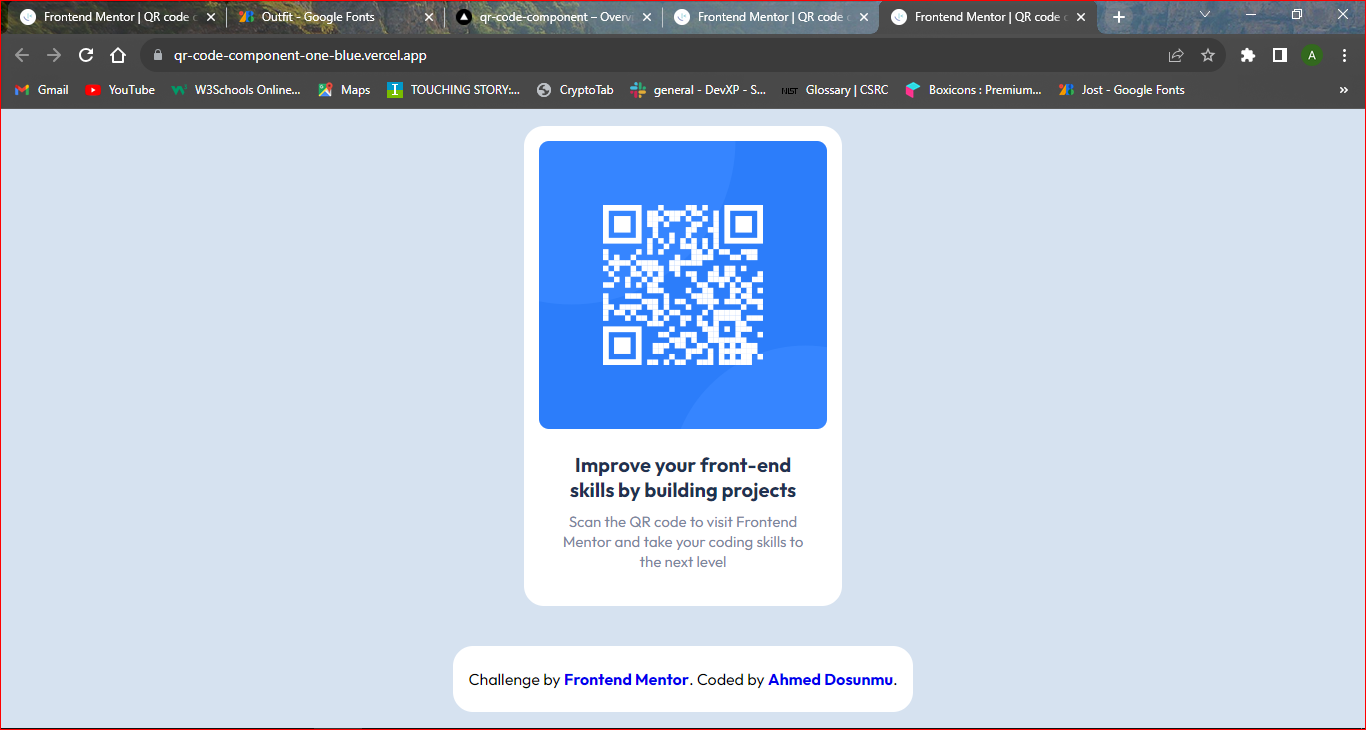 Frontend Mentor | QR code c
Outfit - Google Fonts
qr-code-component – Overvi
Frontend Mentor | QR code c
Frontend Mentor | QR code c
qr-code-component-one-blue.vercel.app
A
Gmail
YouTube
W3Schools Online...
Maps
I
TOUCHING STORY:...
CryptoTab
general - DevXP - S...
NIST
Glossary | CSRC
Boxicons : Premium...
Jost - Google Fonts
»
Improve your front-end
skills by building projects
Scan the QR code to visit Frontend
Mentor and take your coding skills to
the next level
Challenge by Frontend Mentor. Coded by Ahmed Dosunmu.